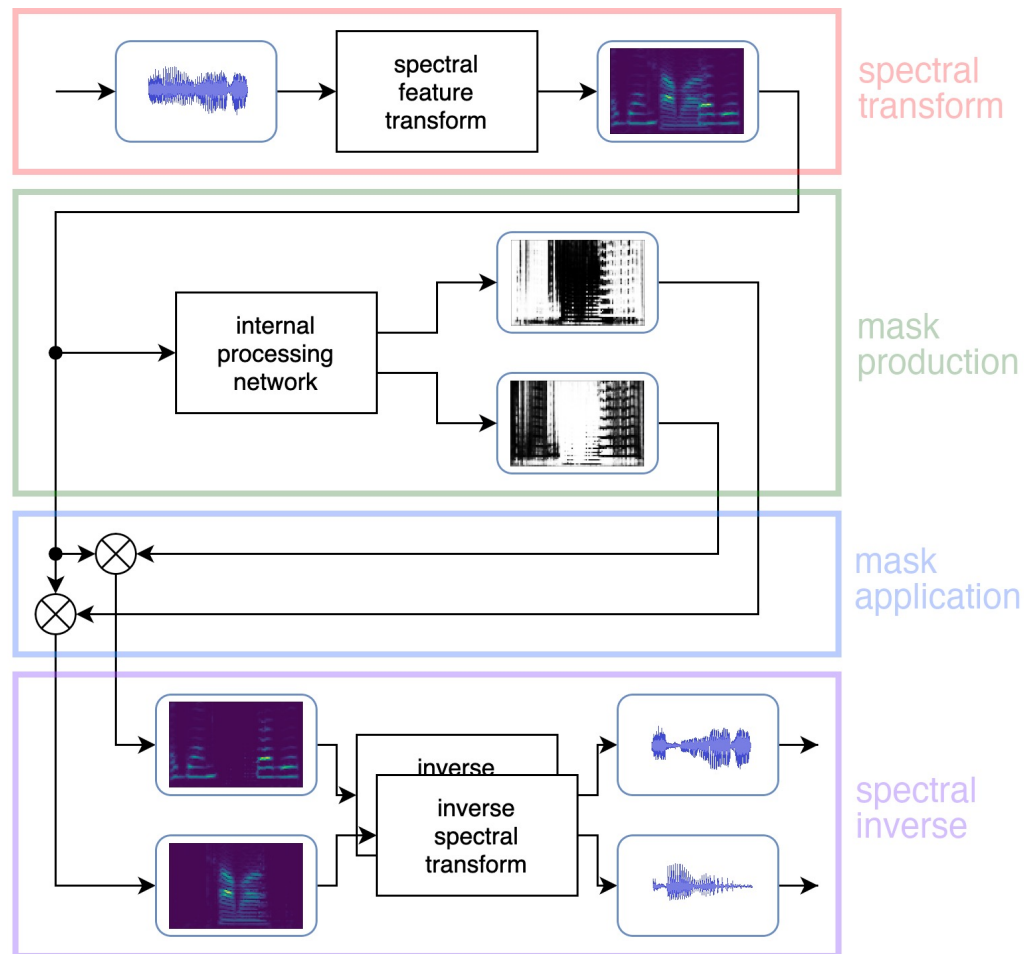 spectral
feature
transform
spectral
transform
internal
processing
network
mask
production
mask
application
inverse
inverse
spectral
transform
spectral
inverse